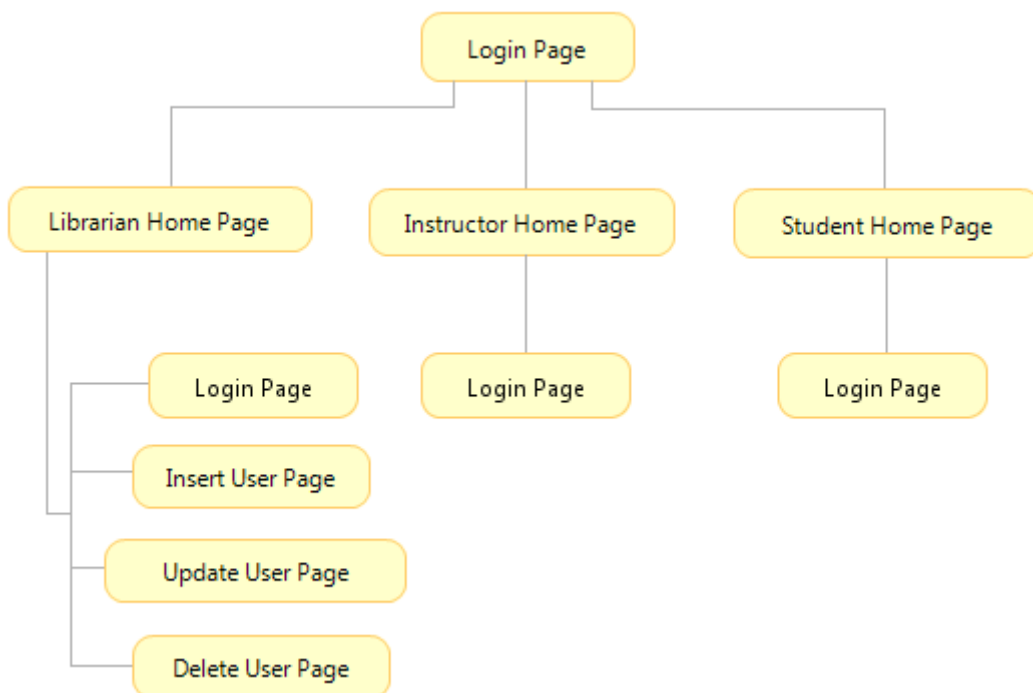 Login Page
Librarian Home Page
Instructor Home Page
Student Home Page
Login Page
Login Page
Login Page
Insert User Page
Update User Page
Delete User Page